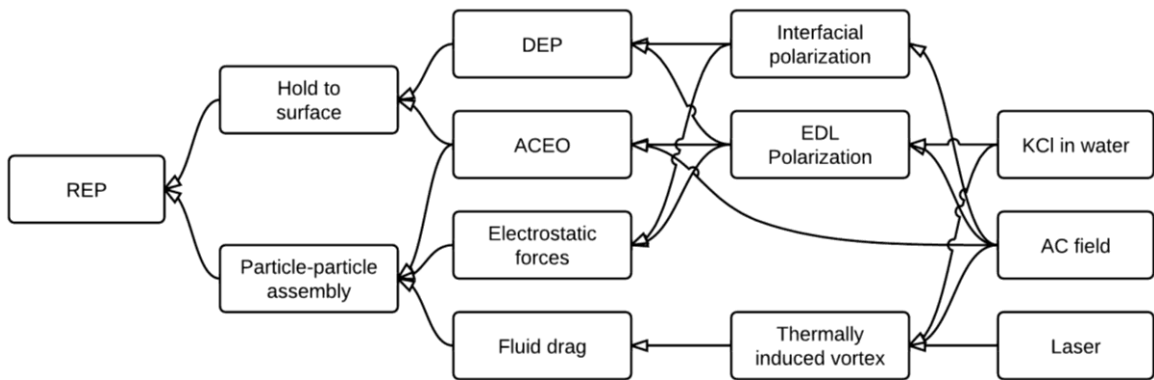 REP
Hold to
surface
Particle-particle
assembly
DEP
ACEO
Electrostatic
forces
Fluid drag
Interfacial
polarization
EDL
Polarization
Thermally
induced vortex
KCl in water
AC field
Laser